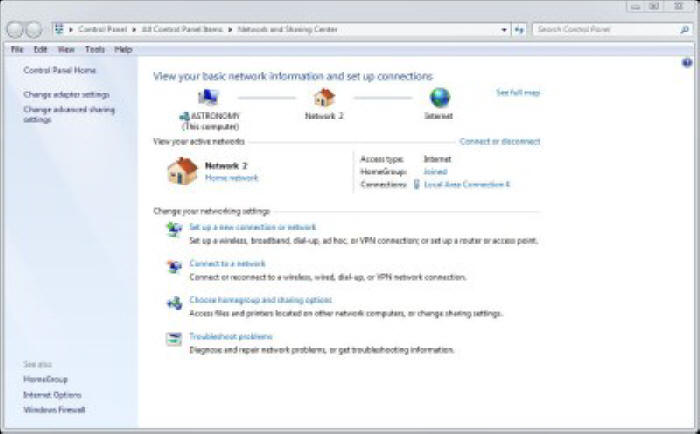 Control Panel ▸ All Control Panel Items ▸ Network and Sharing Center
Search Control Panel
File Edit View Tools Help
Control Panel Home
Change adapter settings
Change advanced sharing
settings
View your basic network information and set up connections
See full map
ASTRONOMY
(This computer)
Network 2
Internet
View your active networks
Connect or disconnect
Network 2
Home network
Access type: Internet
HomeGroup: Joined
Connections: Local Area Connection 4
Change your networking settings
Set up a new connection or network
Set up a wireless, broadband, dial-up, ad hoc, or VPN connection; or set up a router or access point.
Connect to a network
Connect or reconnect to a wireless, wired, dial-up, or VPN network connection.
Choose homegroup and sharing options
Access files and printers located on other network computers, or change sharing settings.
Troubleshoot problems
Diagnose and repair network problems, or get troubleshooting information.
See also
HomeGroup
Internet Options
Windows Firewall